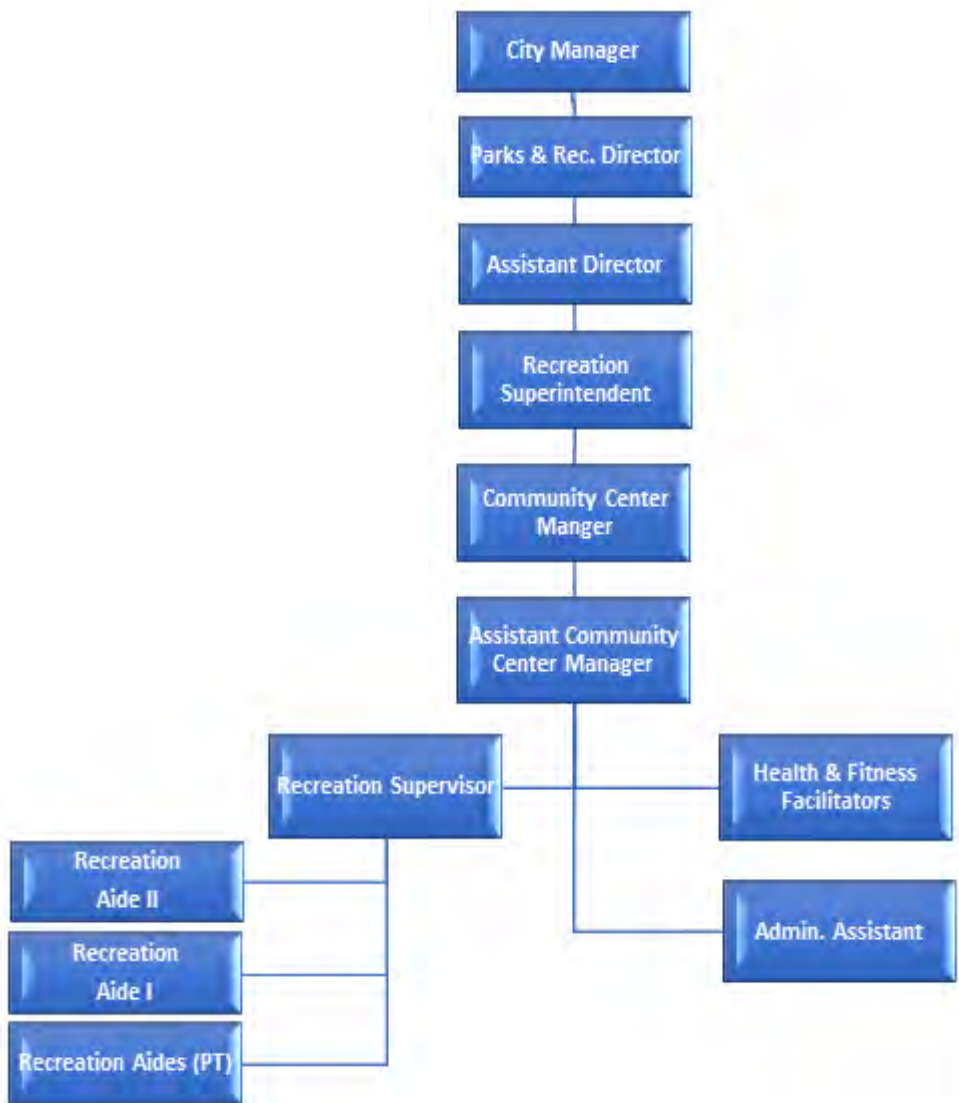 City Manager
Parks & Rec. Director
Assistant Director
Recreation
Superintendent
Community Center
Manger
Assistant Community
Center Manager
Recreation Supervisor
Health & Fitness
Facilitators
Recreation
Aide II
Admin. Assistant
Recreation
Aide I
Recreation Aides (PT)